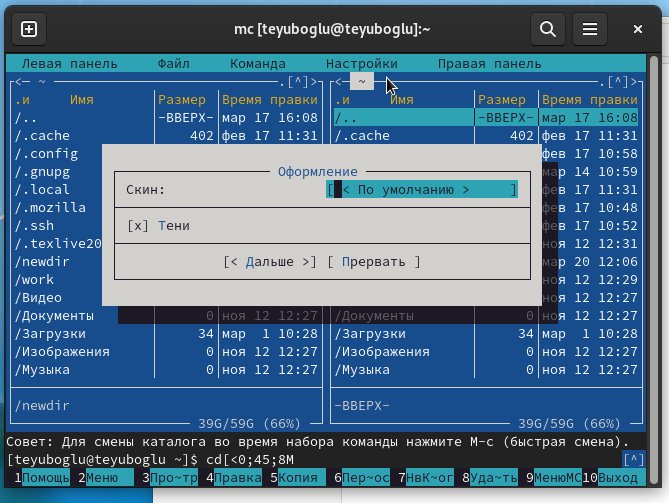 mc [teyuboglu@teyuboglu]:~
Левая панель Файл Команда Настройки Правая панель
<— ~ .[^]> <— ~ .[^]>
.и Имя Размер Время правки .и Имя Размер Время правки
/.. -ВВЕРХ- мар 17 16:08 /.. -ВВЕРХ- мар 17 16:08
/.cache 402 фев 17 11:31 /.cache 402 фев 17 11:31
/.config фев 17 10:58
/.gnupg мар 14 10:59
Оформление
/.local Скин: [ < По умолчанию > ] фев 17 11:31
/.mozilla фев 17 10:48
/.ssh [x] Тени фев 17 10:52
/.texlive20 ноя 12 12:31
/newdir [< Дальше >] [ Прервать ] мар 20 12:06
/work ноя 12 12:29
/Видео ноя 12 12:27
/Документы 0 ноя 12 12:27 /Документы 0 ноя 12 12:27
/Загрузки 34 мар 1 10:28 /Загрузки 34 мар 1 10:28
/Изображения 0 ноя 12 12:27 /Изображения 0 ноя 12 12:27
/Музыка 0 ноя 12 12:27 /Музыка 0 ноя 12 12:27
/newdir -ВВЕРХ-
39G/59G (66%) 39G/59G (66%)
Совет: Для смены каталога во время набора команды нажмите M-c (быстрая смена).
[teyuboglu@teyuboglu ~]$ cd[<0;45;8M [^]
1Помощь 2Меню 3Про~тр 4Правка 5Копия 6Пер~ос 7НвК~ог 8Уда~ть 9МенюMC 10Выход